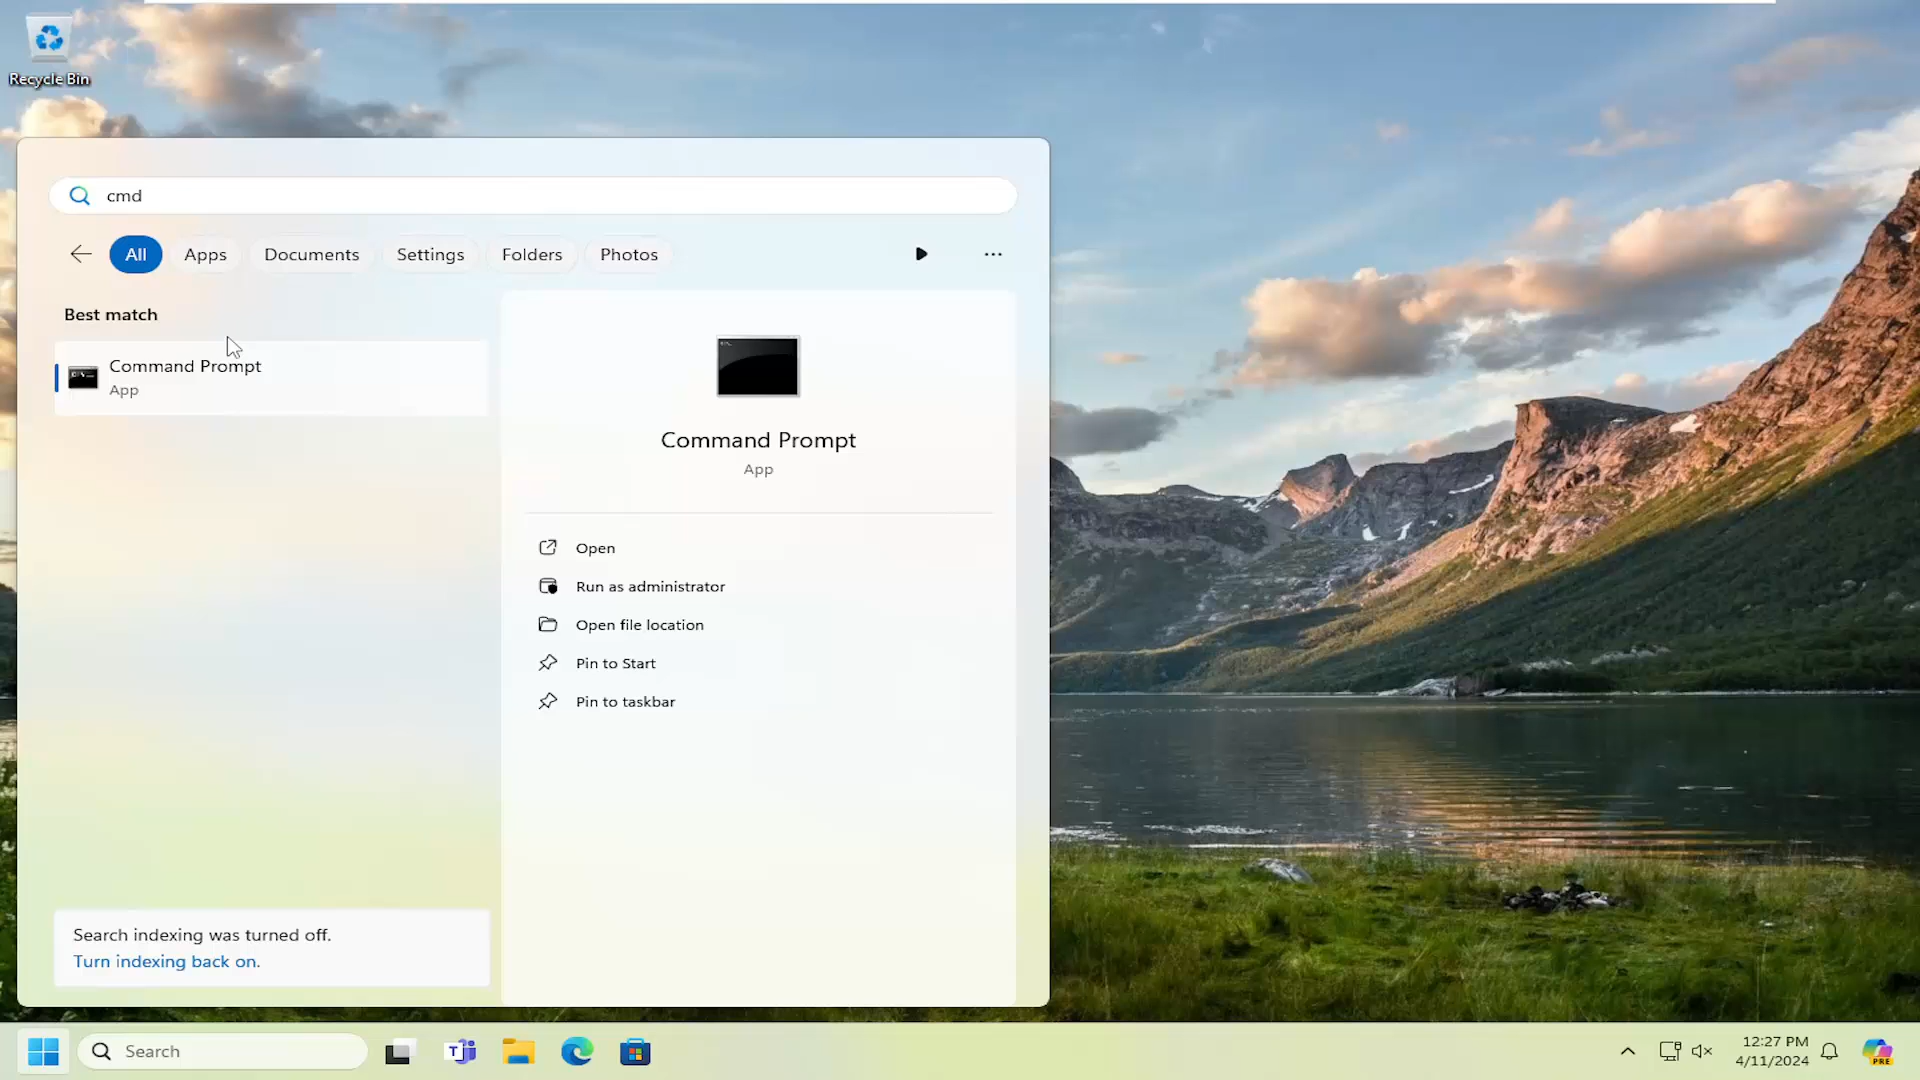 Recycle Bin
cmd
All
Apps
Documents
Settings
Folders
Photos
Best match
Command Prompt
App
Command Prompt
App
Open
Run as administrator
Open file location
Pin to Start
Pin to taskbar
Search indexing was turned off.
Turn indexing back on.
Search
12:27 PM
4/11/2024
PRE